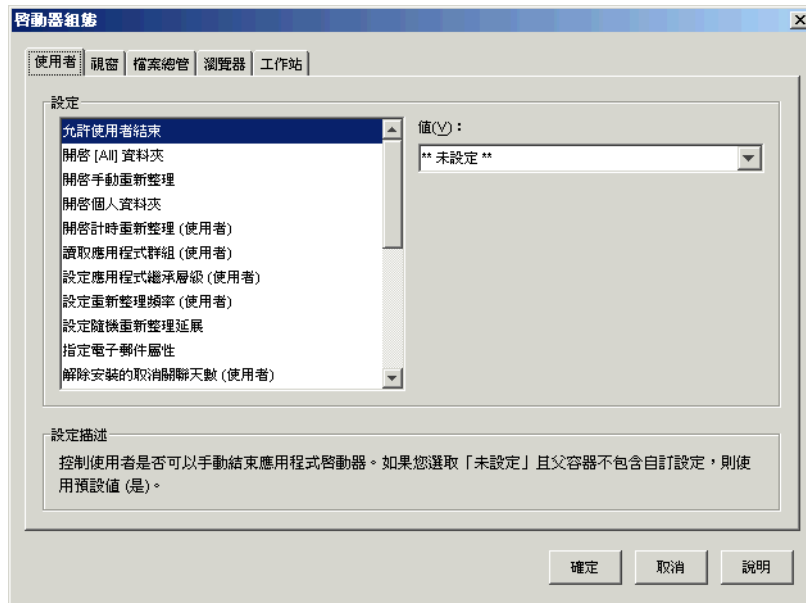 啓動器組態
使用者 視窗 檔案總管 瀏覽器 工作站
設定
允許使用者結束
開啓 [All] 資料夾
開啓手動重新整理
開啓個人資料夾
開啓計時重新整理 (使用者)
讀取應用程式群組 (使用者)
設定應用程式繼承層級 (使用者)
設定重新整理頻率 (使用者)
設定隨機重新整理延展
指定電子郵件屬性
解除安裝的取消關聯天數 (使用者)
值(V)：
** 未設定 **
設定描述
控制使用者是否可以手動結束應用程式啓動器。如果您選取「未設定」且父容器不包含自訂設定，則使
用預設值 (是)。
確定 取消 說明